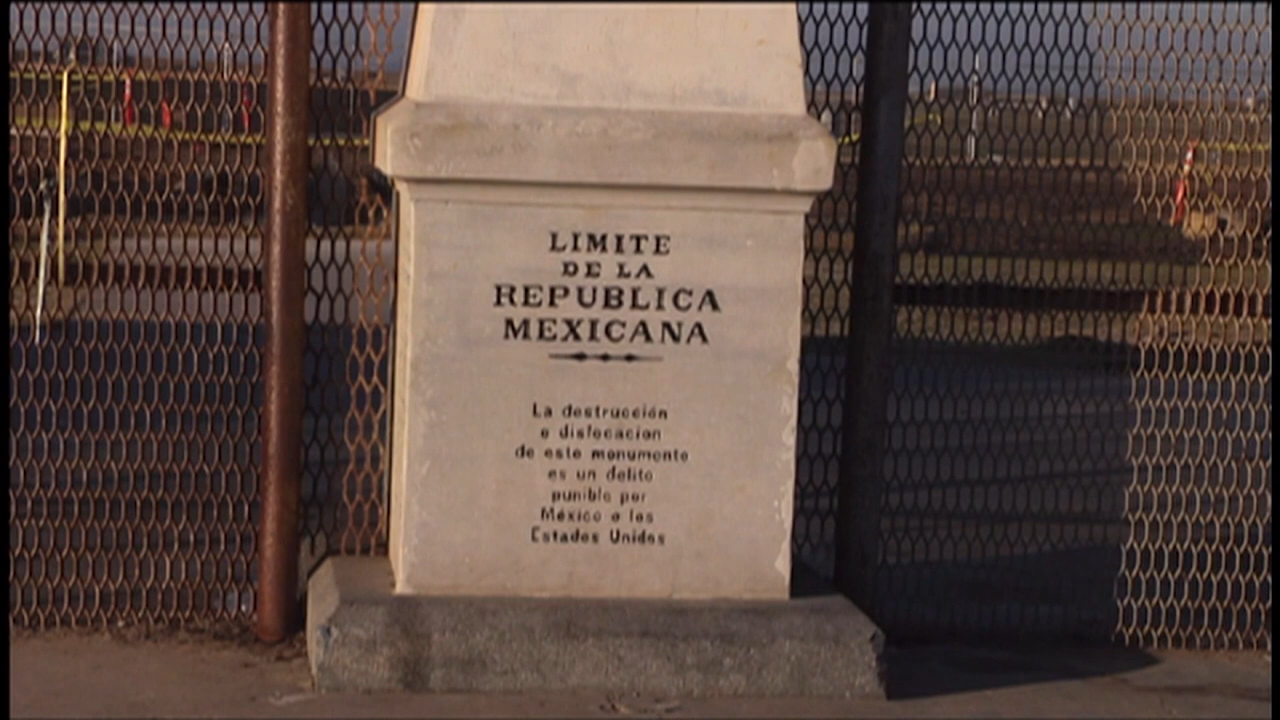 LIMITE
DE LA
REPUBLICA
MEXICANA
La destrucción
o dislocacion
de este monumento
es un delito
punible por
México o los
Estados Unidos